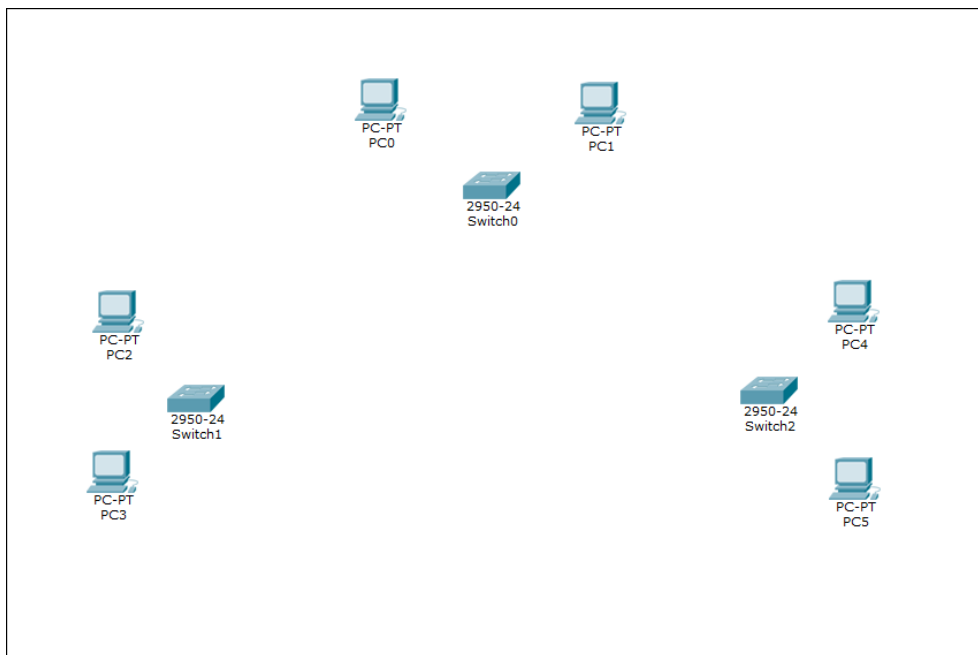 PC-PT
PC0
PC-PT
PC1
2950-24
Switch0
PC-PT
PC2
PC-PT
PC4
2950-24
Switch1
2950-24
Switch2
PC-PT
PC3
PC-PT
PC5